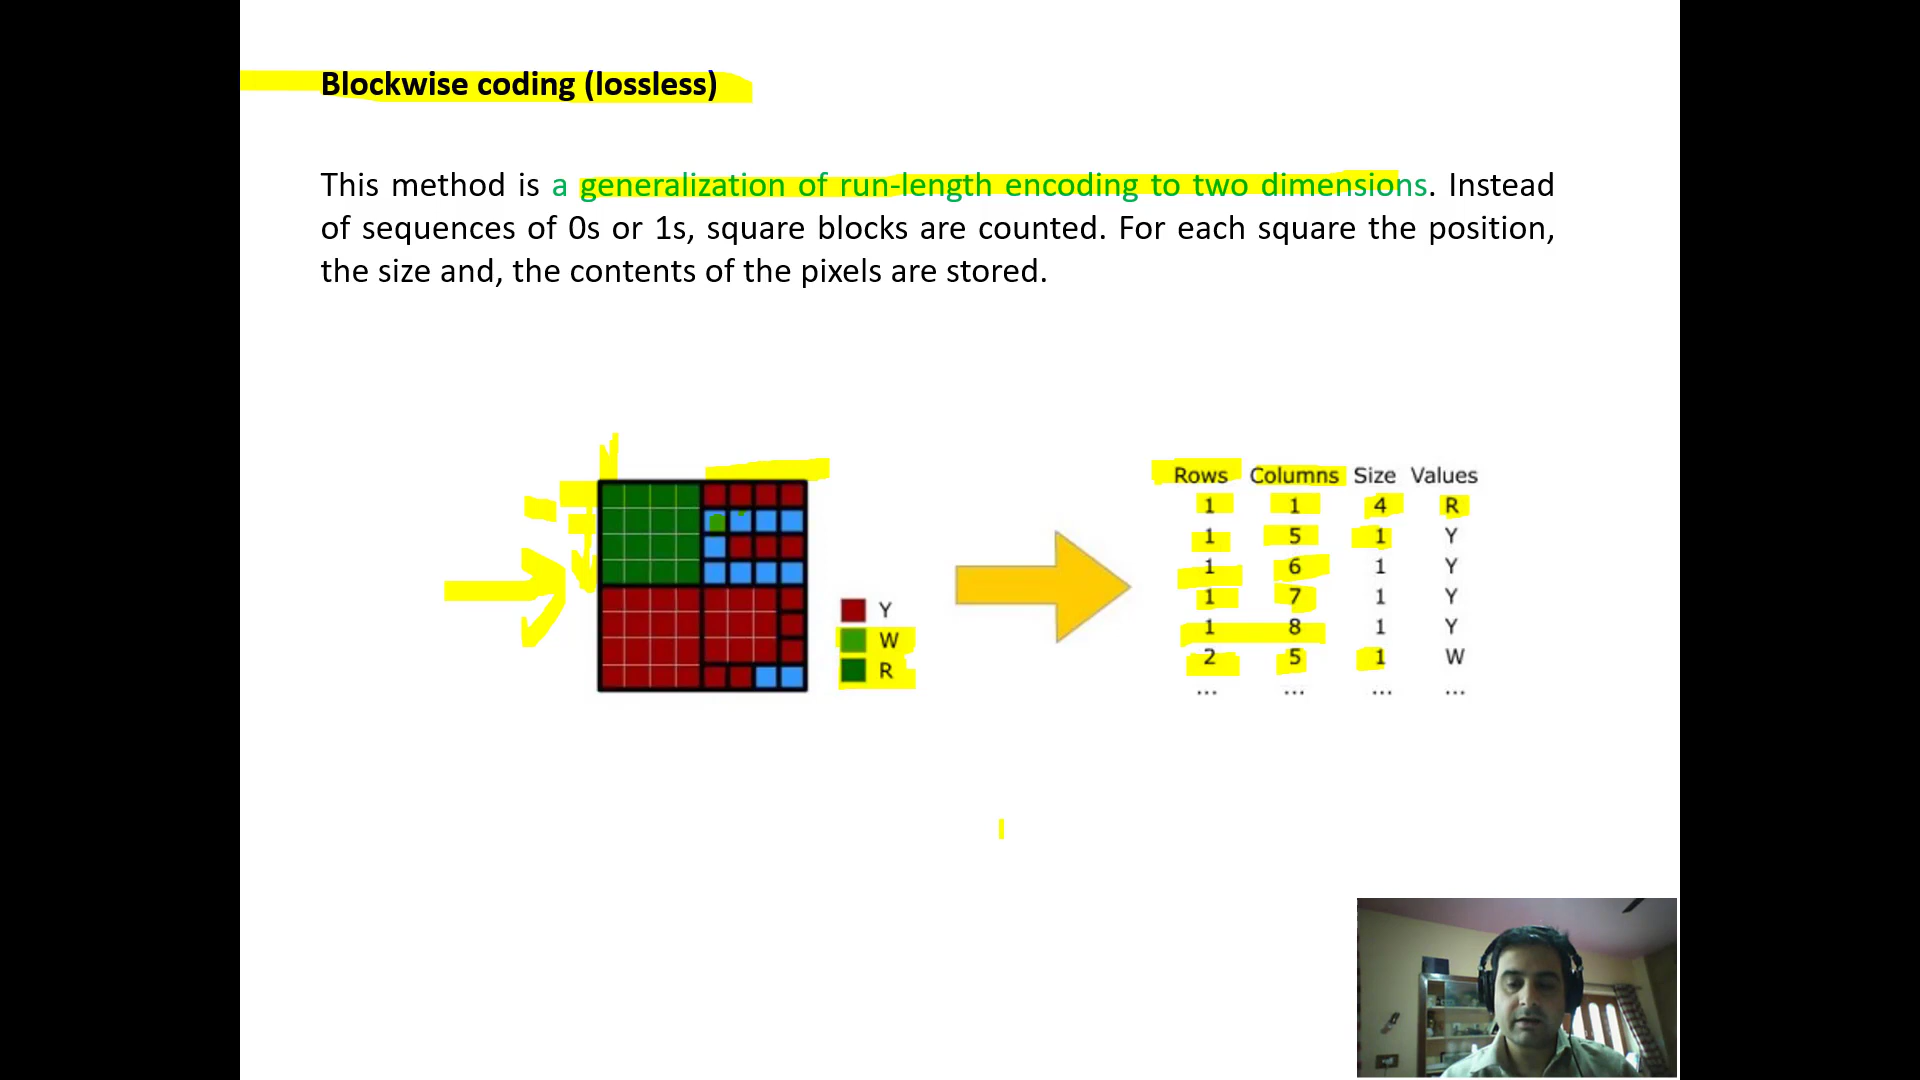 Blockwise coding (lossless)
This method is a generalization of run-length encoding to two dimensions. Instead
of sequences of 0s or 1s, square blocks are counted. For each square the position,
the size and, the contents of the pixels are stored.
Y
W
R
Rows Columns Size Values
1 1 4 R
1 5 1 Y
1 6 1 Y
1 7 1 Y
1 8 1 Y
2 5 1 W
... ... ... ...